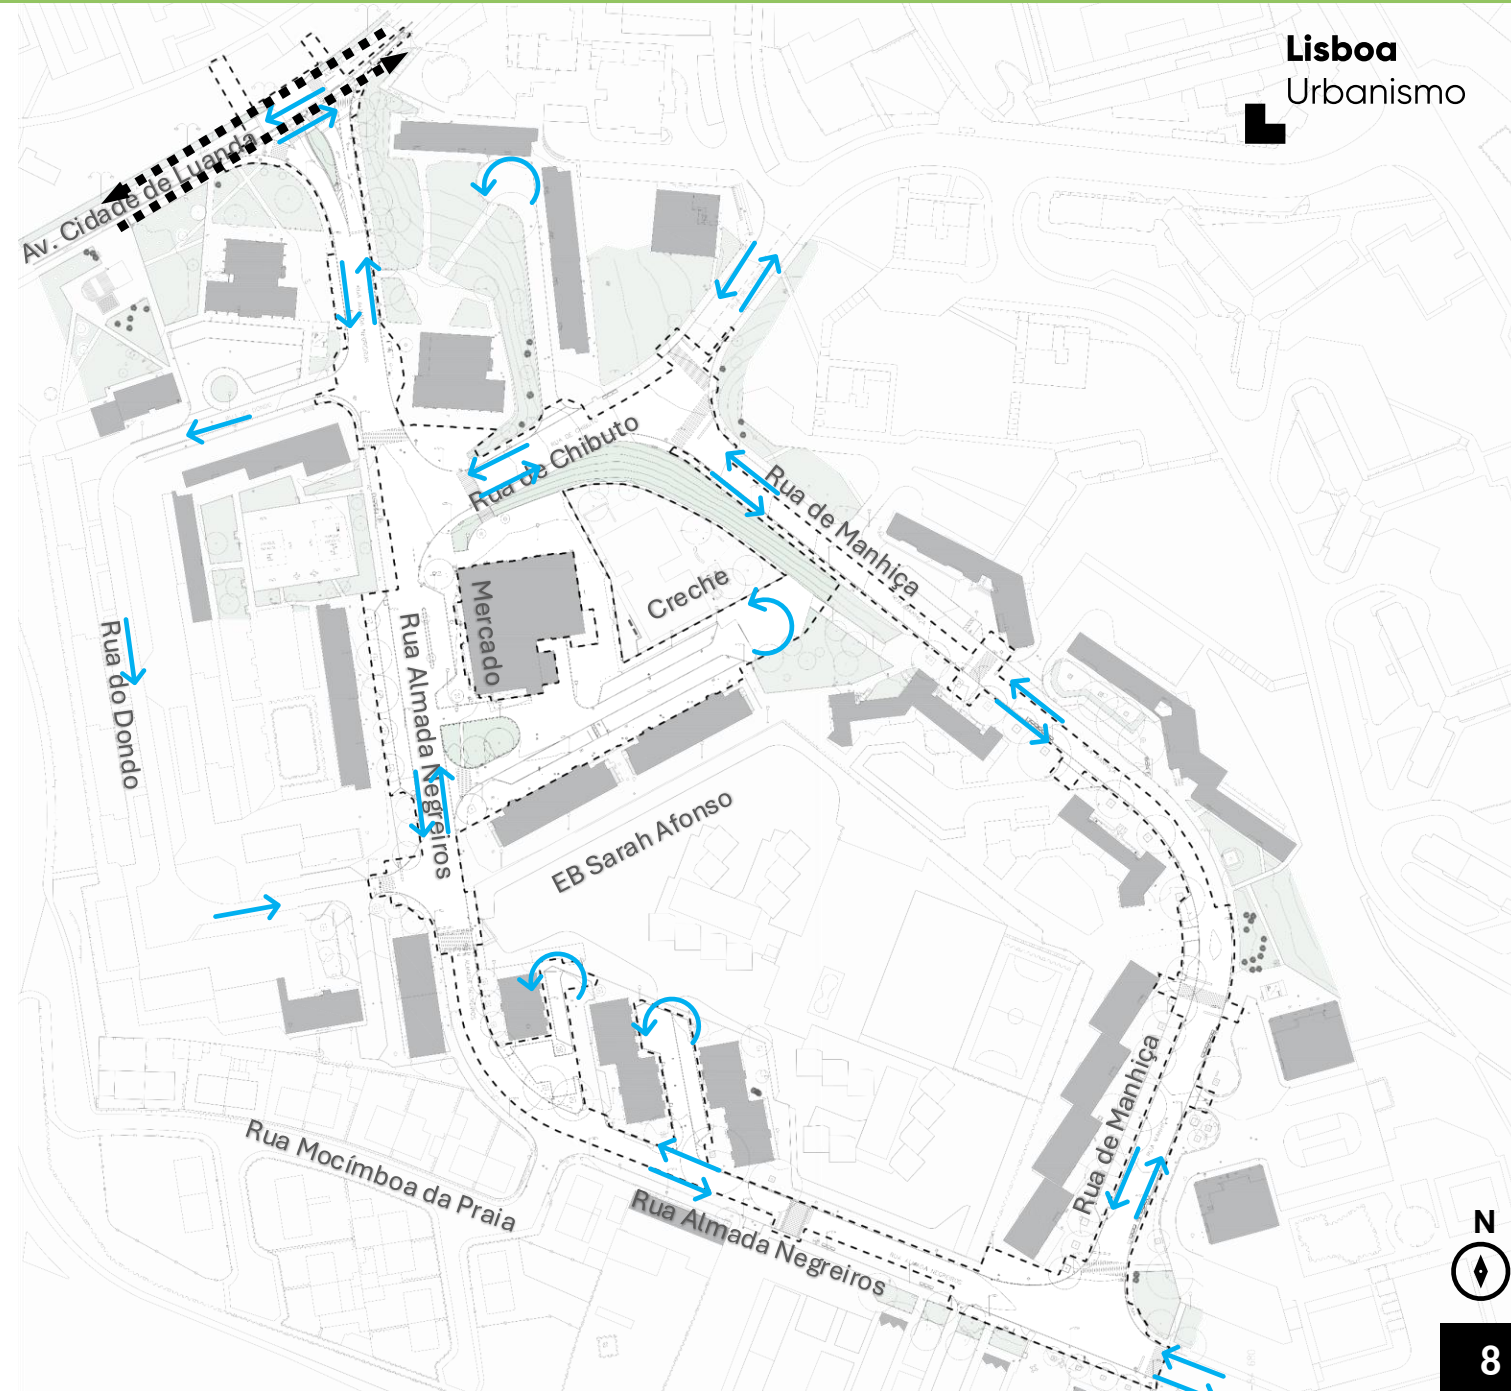 Lisboa
Urbanismo
Av. Cidade de Luanda
Rua de Chibuto
Rua de Manhiça
Creche
Mercado
Rua Almada Negreiros
Rua do Dondo
EB Sarah Afonso
Rua de Manhiça
Rua Mocímboa da Praia
Rua Almada Negreiros
N
8